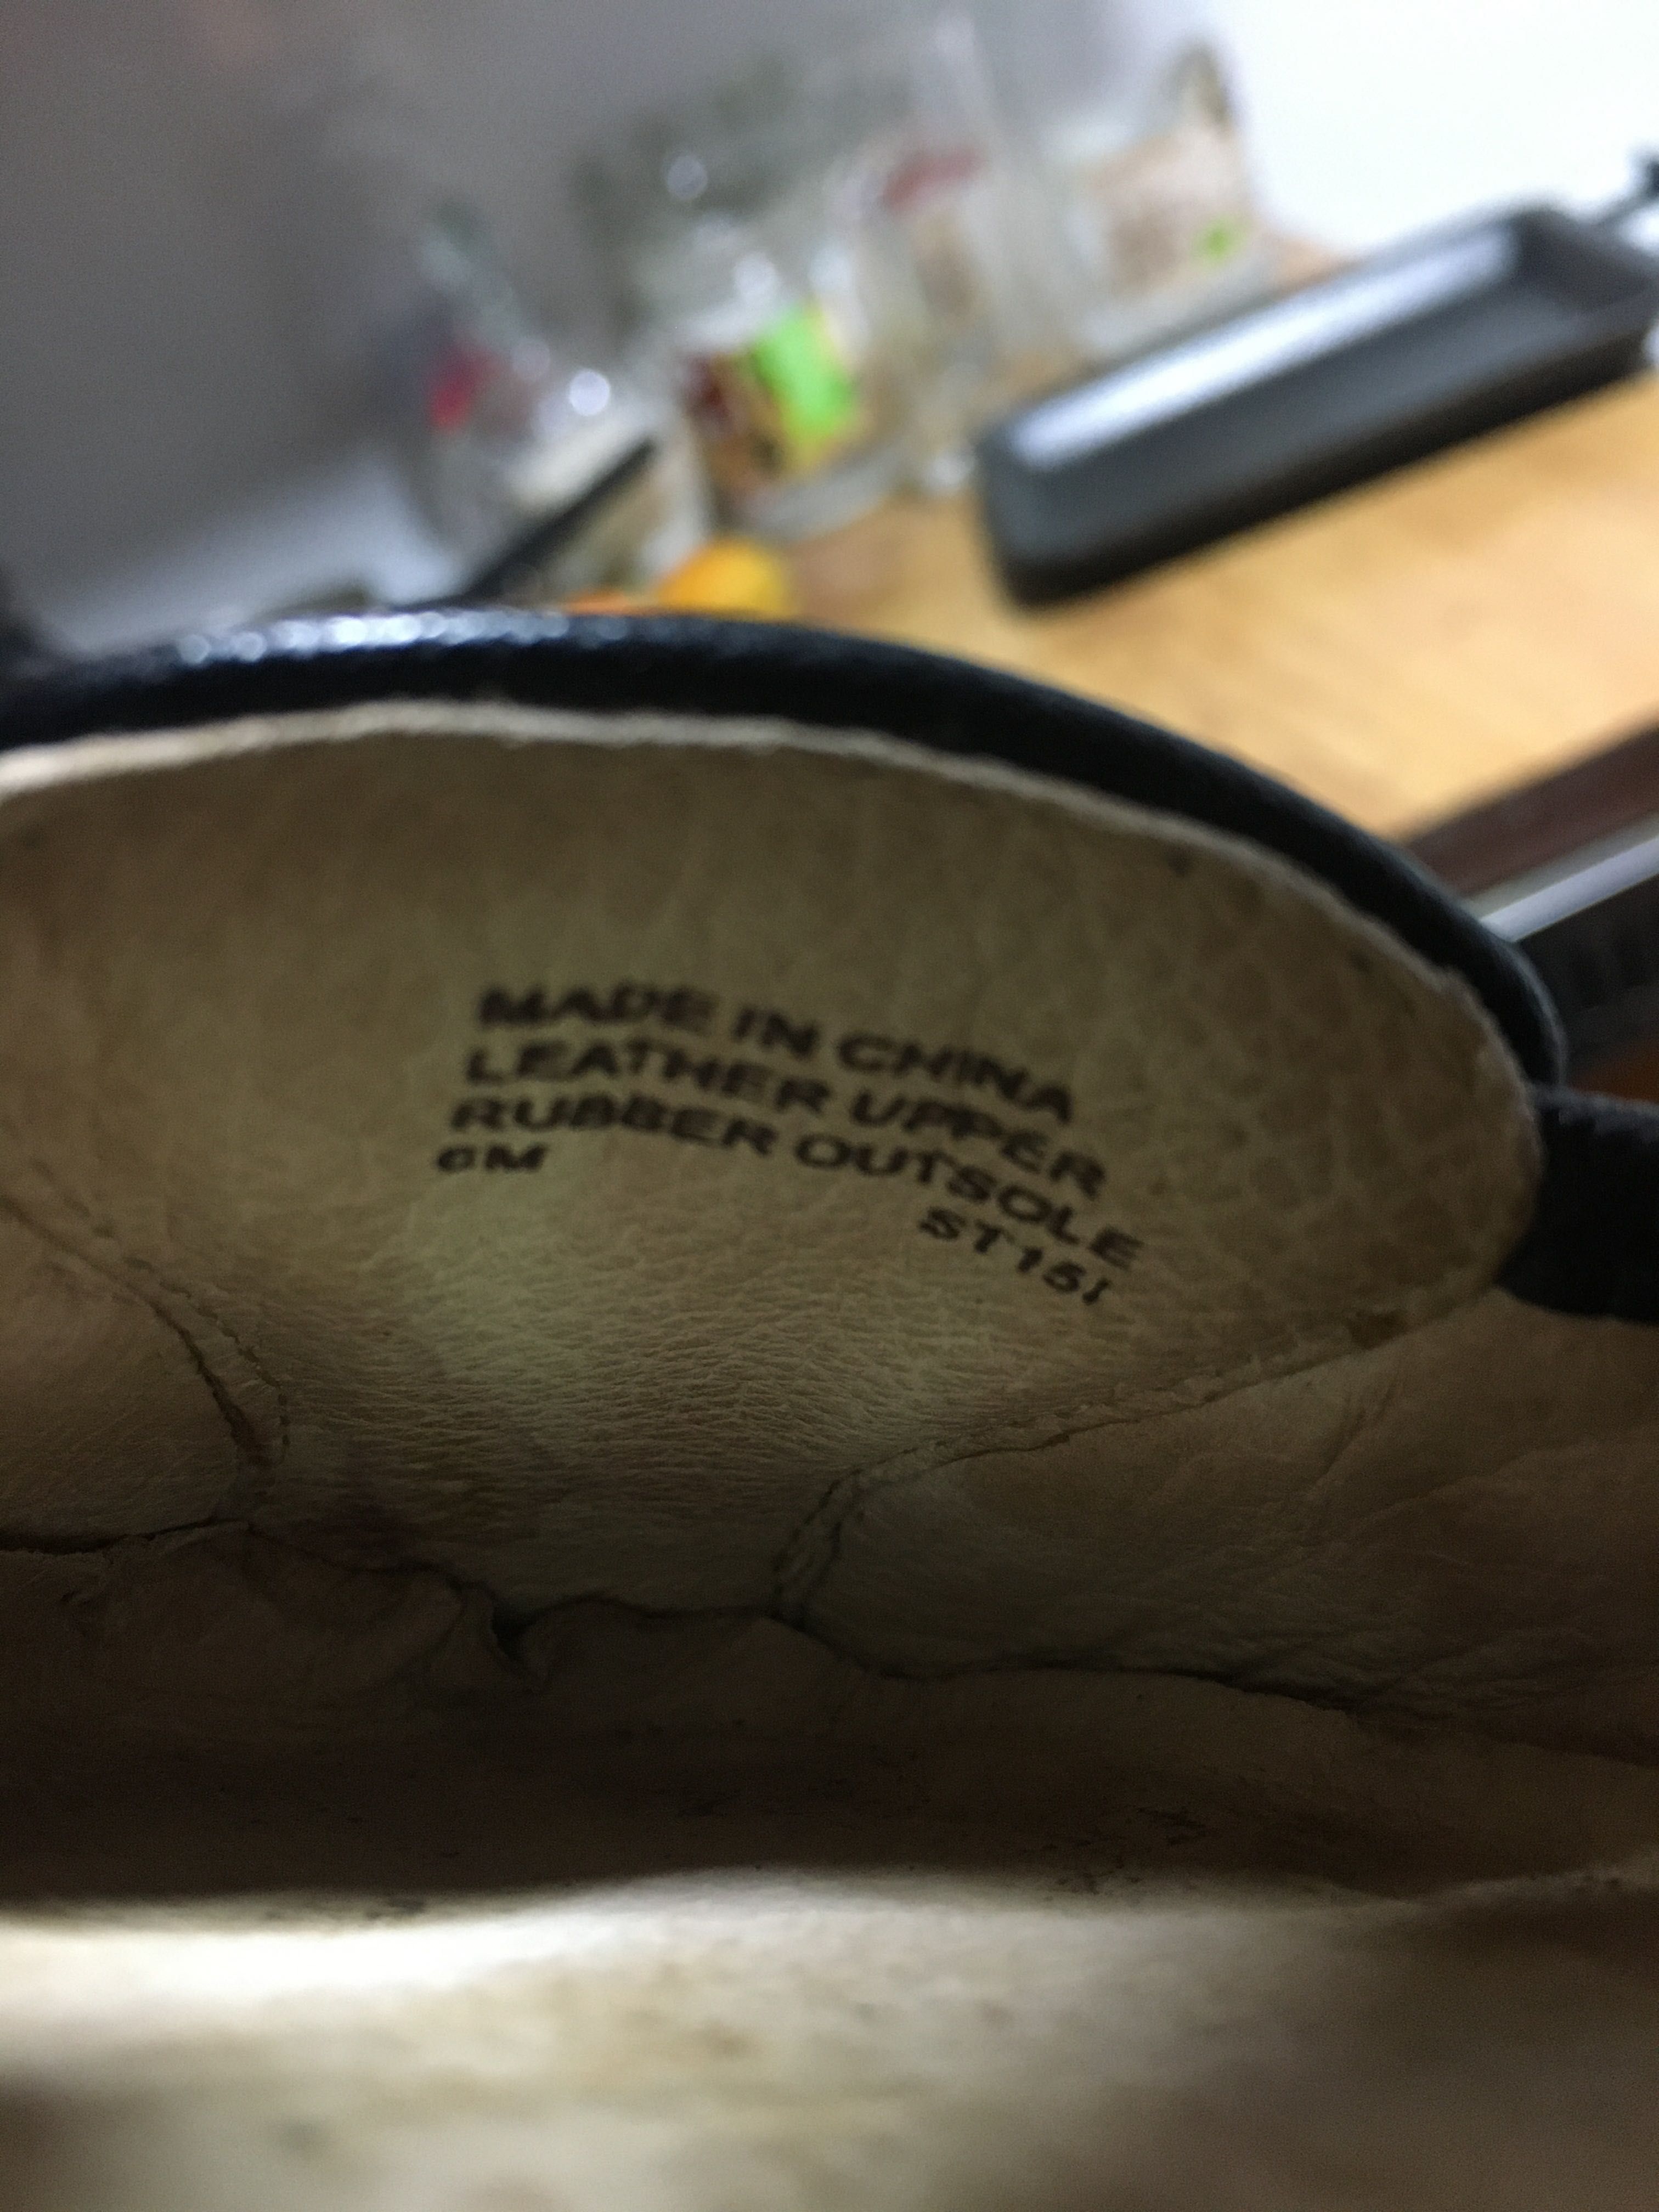 MADE IN CHINA
LEATHER UPPER
RUBBER OUTSOLE
6M ST151